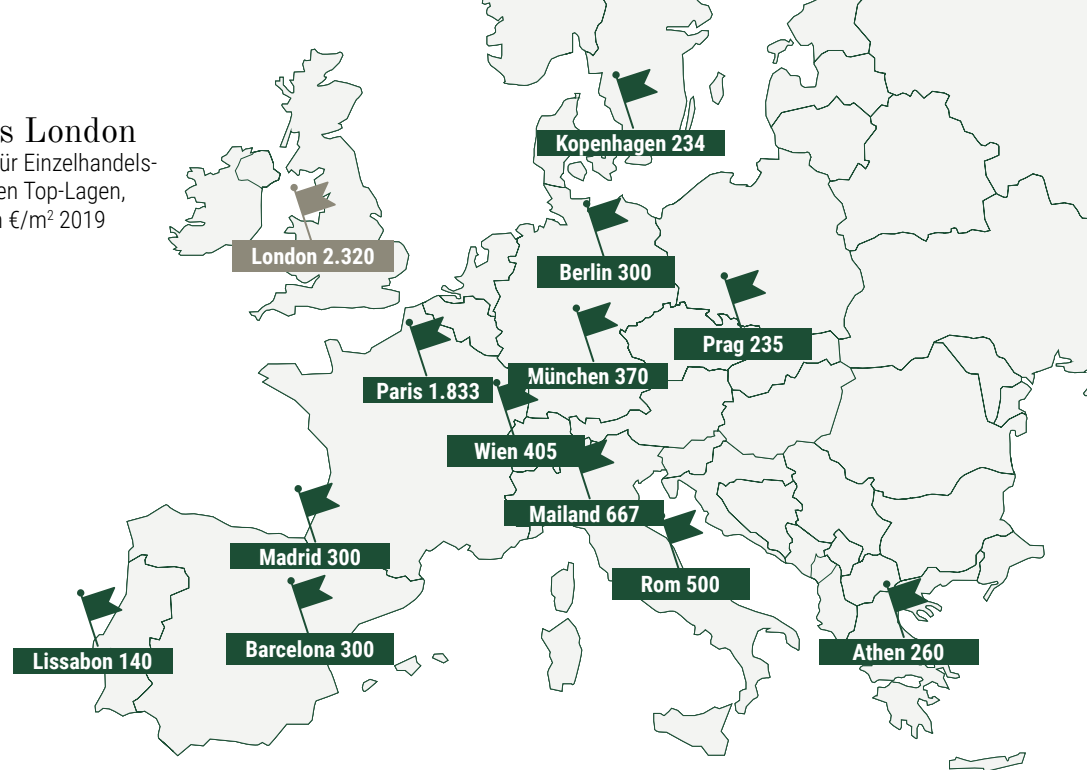 s London
ür Einzelhandels-
en Top-Lagen,
€/m² 2019
Kopenhagen 234
London 2.320
Berlin 300
Prag 235
München 370
Paris 1.833
Wien 405
Mailand 667
Madrid 300
Rom 500
Barcelona 300
Athen 260
Lissabon 140